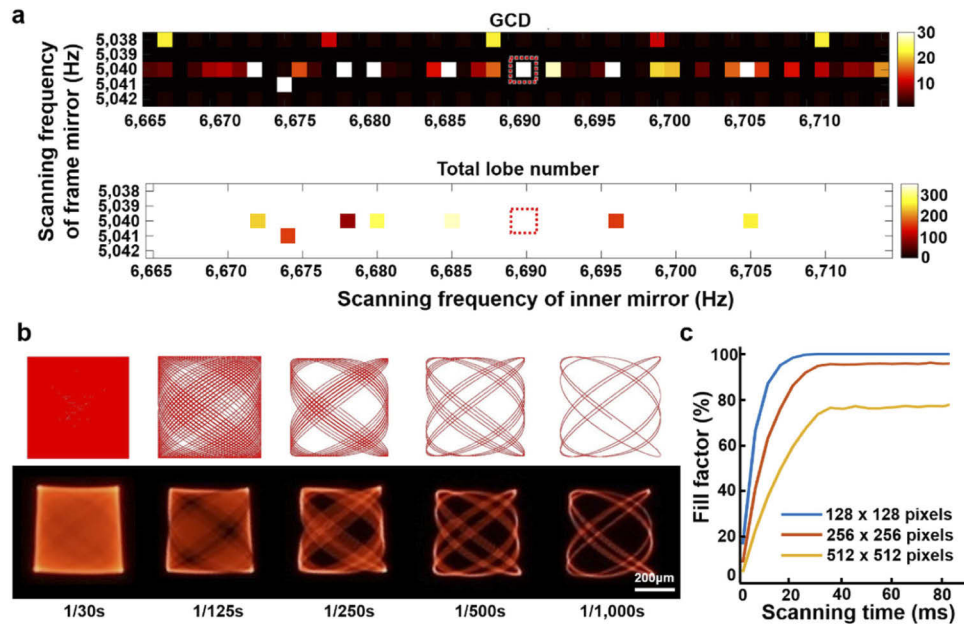 a
GCD
Scanning frequency
of frame mirror (Hz)
5,038
5,039
5,040
5,041
5,042
30
20
10
6,665 6,670 6,675 6,680 6,685 6,690 6,695 6,700 6,705 6,710
Total lobe number
5,038
5,039
5,040
5,041
5,042
300
200
100
0
6,665 6,670 6,675 6,680 6,685 6,690 6,695 6,700 6,705 6,710
Scanning frequency of inner mirror (Hz)
b
200μm
1/30s 1/125s 1/250s 1/500s 1/1,000s
c
Fill factor (%)
100
80
60
40
20
0
128 x 128 pixels
256 x 256 pixels
512 x 512 pixels
0 20 40 60 80
Scanning time (ms)